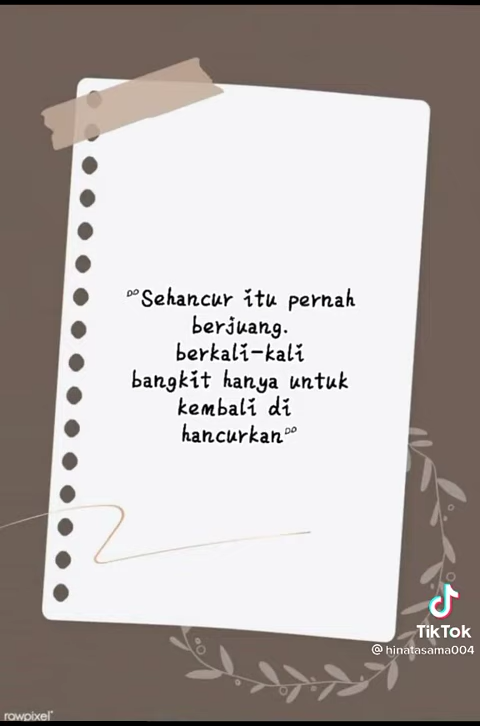 "Sehancur itu pernah
berjuang.
berkali-kali
bangkit hanya untuk
kembali di
hancurkan"
TikTok
@hinatasama004
rawpixel